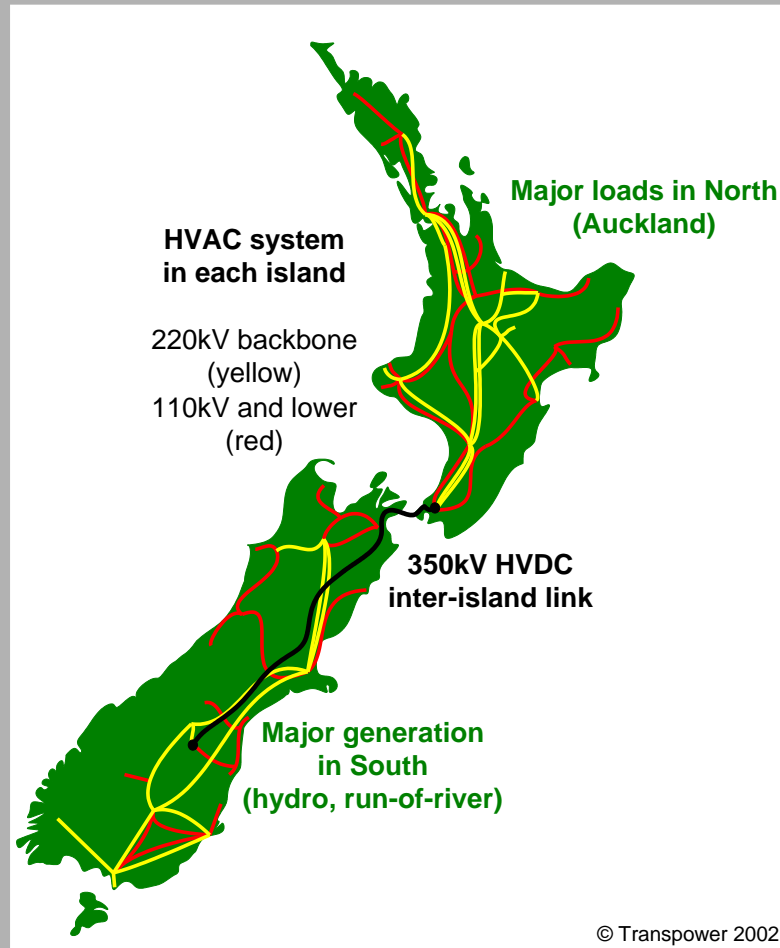 Major loads in North
(Auckland)
HVAC system
in each island
220kV backbone
(yellow)
110kV and lower
(red)
350kV HVDC
inter-island link
Major generation
in South
(hydro, run-of-river)
© Transpower 2002